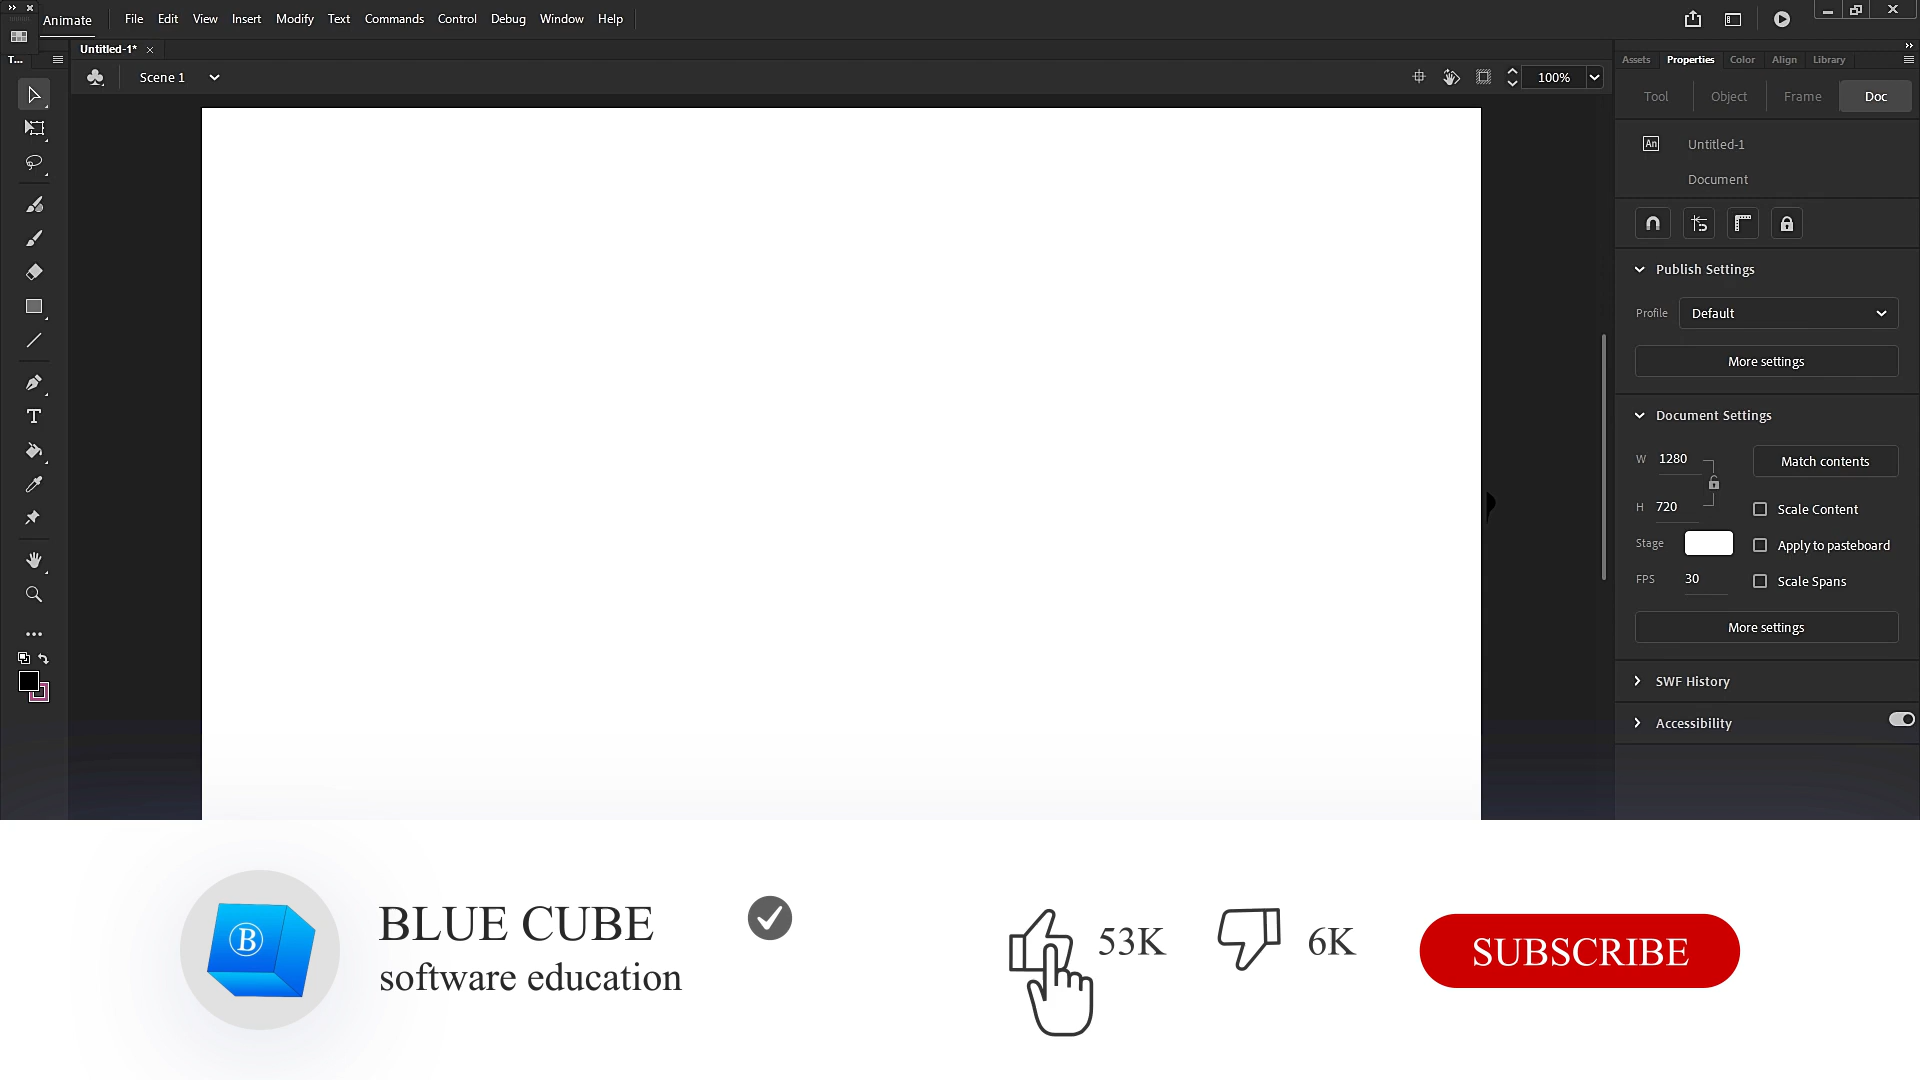 Animate File Edit View Insert Modify Text Commands Control Debug Window Help
T...
Untitled-1*
Scene 1
100%
Assets Properties Color Align Library
Tool Object Frame Doc
An Untitled-1
Document
Publish Settings
Profile Default
More settings
Document Settings
W 1280 Match contents
H 720 Scale Content
Stage Apply to pasteboard
FPS 30 Scale Spans
More settings
SWF History
Accessibility
B
BLUE CUBE
software education
53K
6K
SUBSCRIBE